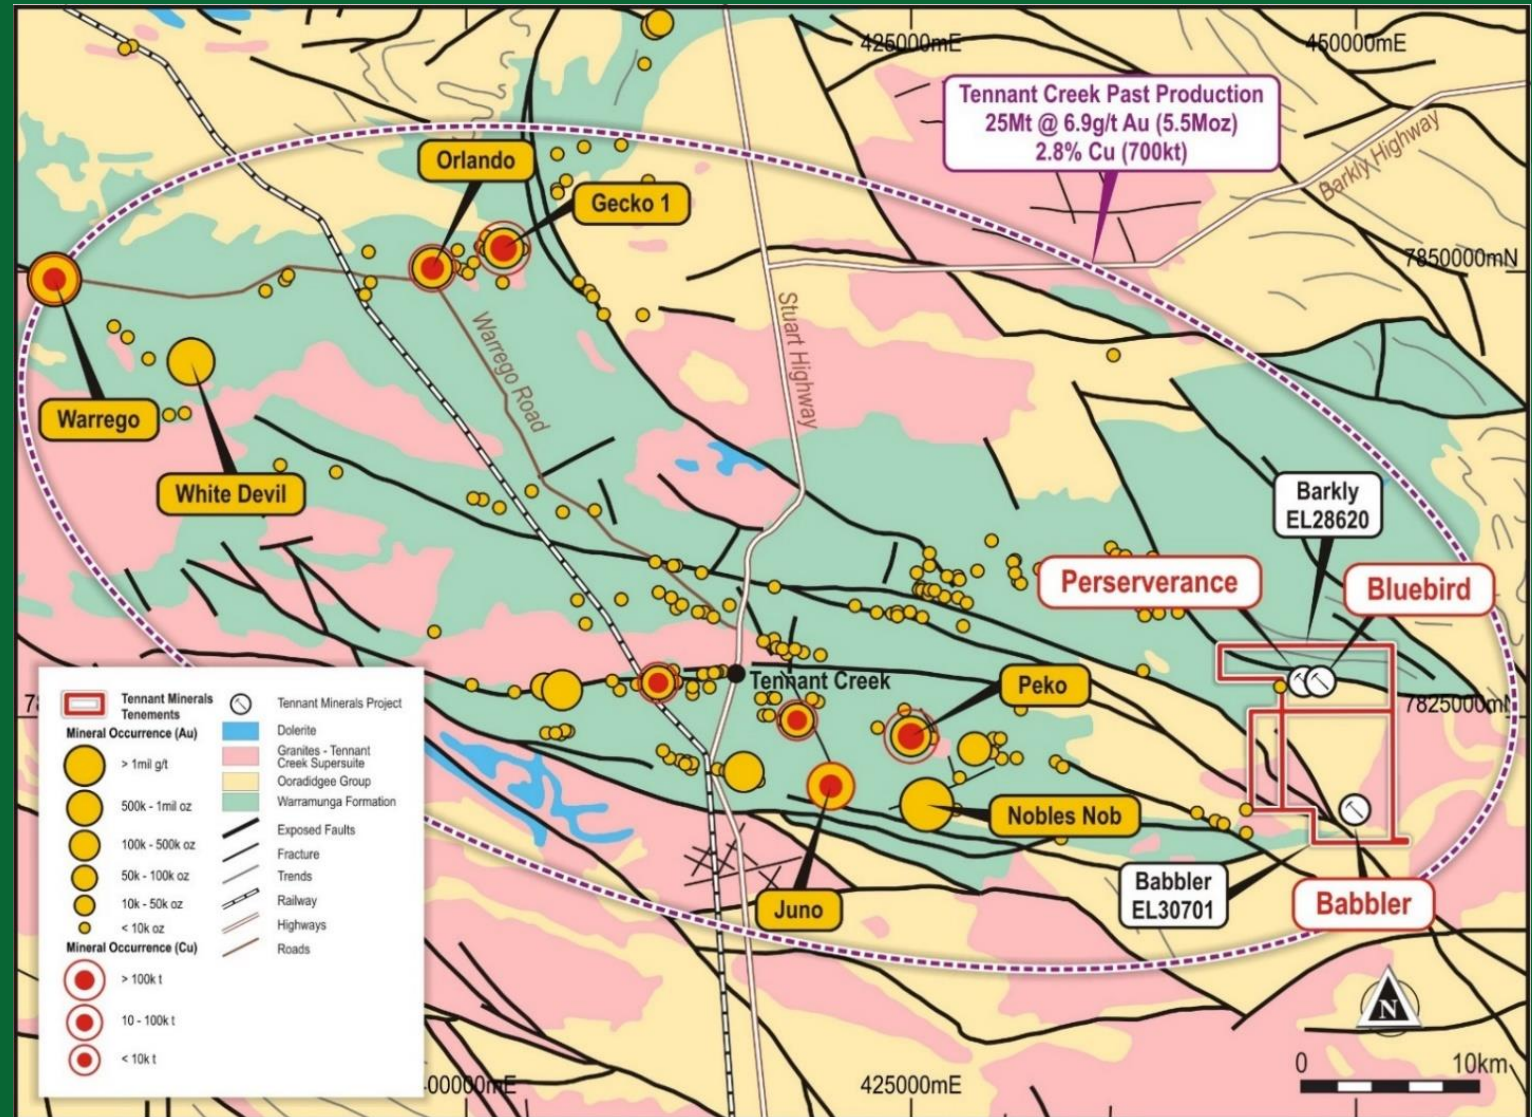 425000mE
450000mE
Tennant Creek Past Production
25Mt @ 6.9g/t Au (5.5Moz)
2.8% Cu (700kt)
Barkly Highway
Orlando
Gecko 1
7850000mN
Stuart Highway
Warrego Road
Warrego
White Devil
Barkly
EL28620
Perserverance
Bluebird
Tennant Creek
Peko
7825000mN
78
Nobles Nob
Juno
Babbler
EL30701
Babbler
Tennant Minerals
Tenements
Mineral Occurrence (Au)
> 1mil g/t
500k - 1mil oz
100k - 500k oz
50k - 100k oz
10k - 50k oz
< 10k oz
Mineral Occurrence (Cu)
> 100k t
10 - 100k t
< 10k t
Tennant Minerals Project
Dolerite
Granites - Tennant
Creek Supersuite
Ooradidgee Group
Warramunga Formation
Exposed Faults
Fracture
Trends
Railway
Highways
Roads
N
0 10km
00000mE
425000mE